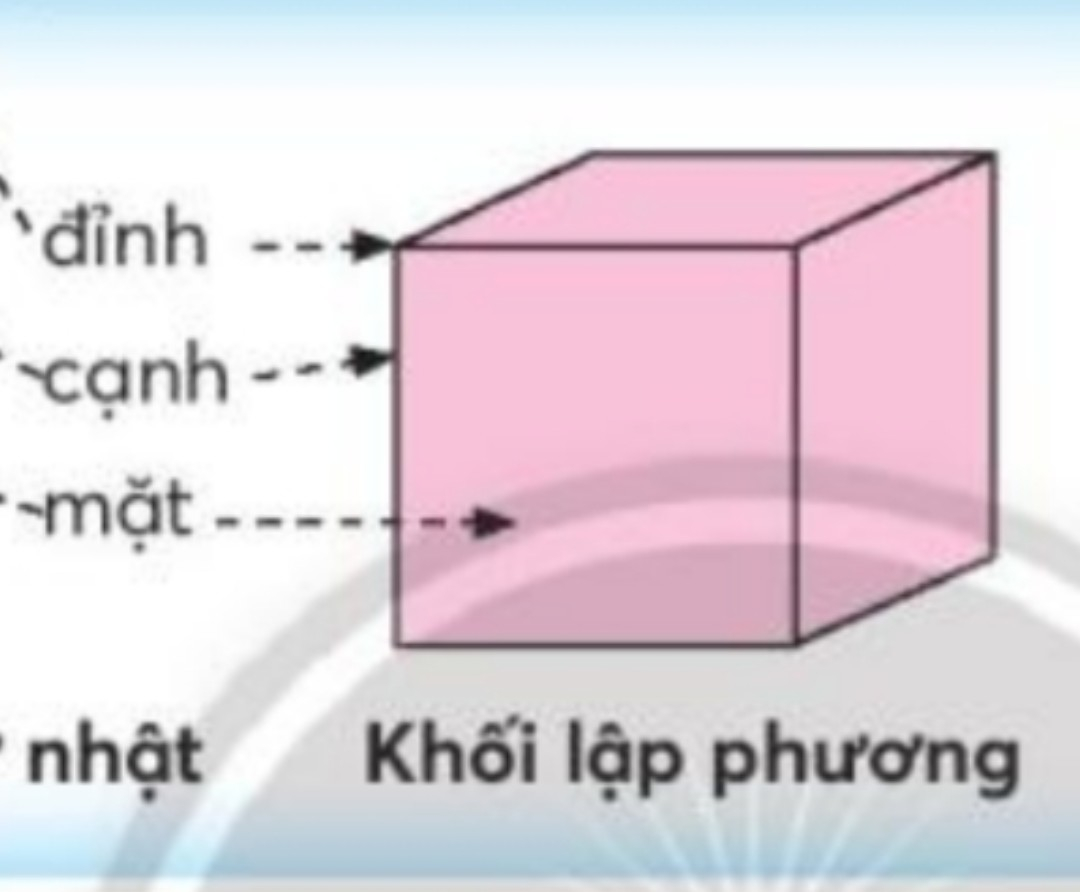 đỉnh
cạnh
mặt
nhật
Khối lập phương